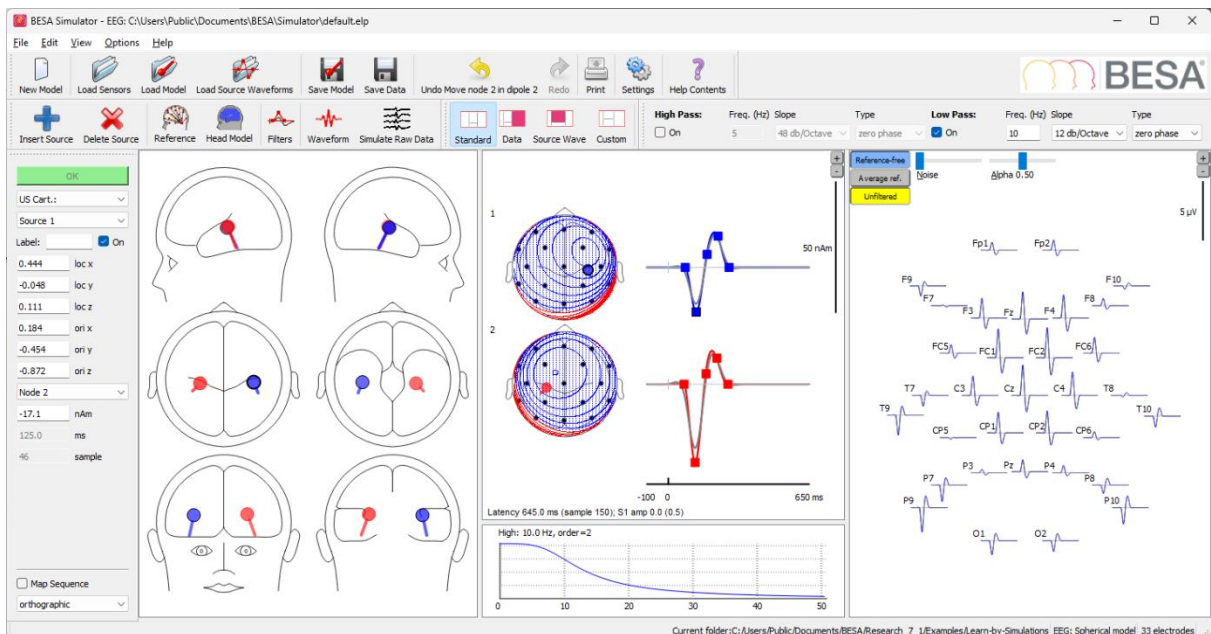 BESA Simulator - EEG: C:\Users\Public\Documents\BESA\Simulator\default.elp
File Edit View Options Help
New Model Load Sensors Load Model Load Source Waveforms Save Model Save Data Undo Move node 2 in dipole 2 Redo Print Settings Help Contents
BESA®
Insert Source Delete Source Reference Head Model Filters Waveform Simulate Raw Data Standard Data Source Wave Custom
High Pass: Freq. (Hz) Slope Type Low Pass: Freq. (Hz) Slope Type
On 5 48 db/Octave zero phase On 10 12 db/Octave zero phase
OK
US Cart.:
Source 1
Label: On
0.444 loc x
-0.048 loc y
0.111 loc z
0.184 ori x
-0.454 ori y
-0.872 ori z
Node 2
-17.1 nAm
125.0 ms
46 sample
Map Sequence
orthographic
+
-
1
50 nAm
2
-100 0 650 ms
Latency 645.0 ms (sample 150); S1 amp 0.0 (0.5)
High: 10.0 Hz, order=2
0 10 20 30 40 50
Reference-free
Average ref.
Unfiltered
Noise
Alpha 0.50
+
-
5 µV
Fp1 Fp2
F9 F10
F7 F3 Fz F4 F8
FC5 FC1 FC2 FC6
T7 C3 Cz C4 T8
T9 T10
CP5 CP1 CP2 CP6
P3 Pz P4
P7 P8
P9 P10
O1 O2
Current folder:C:/Users/Public/Documents/BESA/Research_7_1/Examples/Learn-by-Simulations EEG: Spherical model 33 electrodes